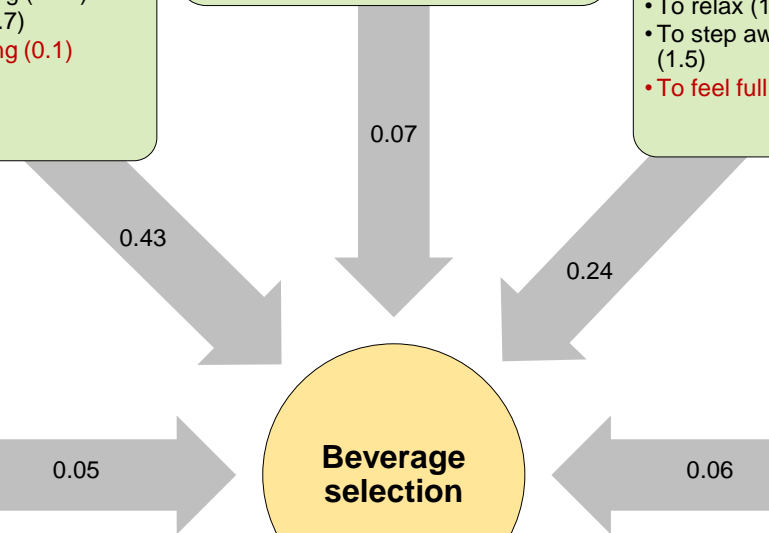 .7)
ng (0.1)
• To relax (1
• To step aw
(1.5)
• To feel full
0.07
0.43
0.24
0.05
Beverage
selection
0.06